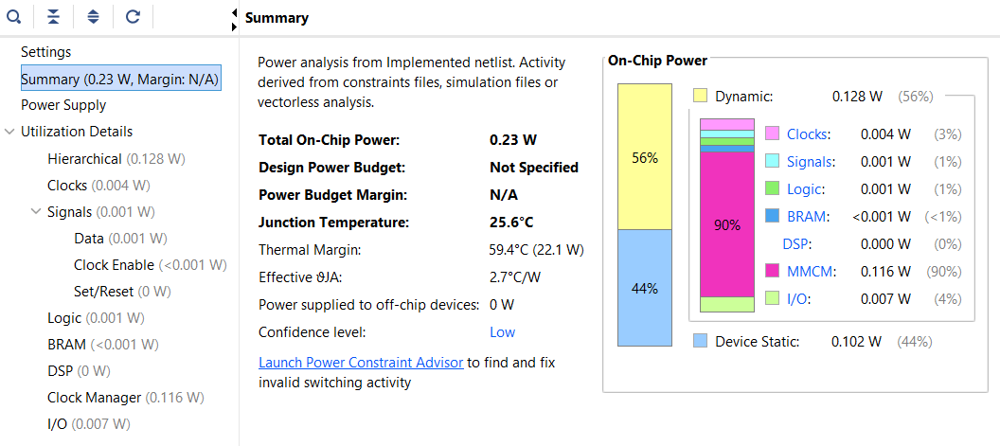 Summary
Settings
Summary (0.23 W, Margin: N/A)
Power Supply
Utilization Details
Hierarchical (0.128 W)
Clocks (0.004 W)
Signals (0.001 W)
Data (0.001 W)
Clock Enable (<0.001 W)
Set/Reset (0 W)
Logic (0.001 W)
BRAM (<0.001 W)
DSP (0 W)
Clock Manager (0.116 W)
I/O (0.007 W)
Power analysis from Implemented netlist. Activity
derived from constraints files, simulation files or
vectorless analysis.
Total On-Chip Power: 0.23 W
Design Power Budget: Not Specified
Power Budget Margin: N/A
Junction Temperature: 25.6°C
Thermal Margin: 59.4°C (22.1 W)
Effective ϑJA: 2.7°C/W
Power supplied to off-chip devices: 0 W
Confidence level: Low
Launch Power Constraint Advisor to find and fix
invalid switching activity
On-Chip Power
56%
44%
Dynamic: 0.128 W (56%)
90%
Clocks: 0.004 W (3%)
Signals: 0.001 W (1%)
Logic: 0.001 W (1%)
BRAM: <0.001 W (<1%)
DSP: 0.000 W (0%)
MMCM: 0.116 W (90%)
I/O: 0.007 W (4%)
Device Static: 0.102 W (44%)